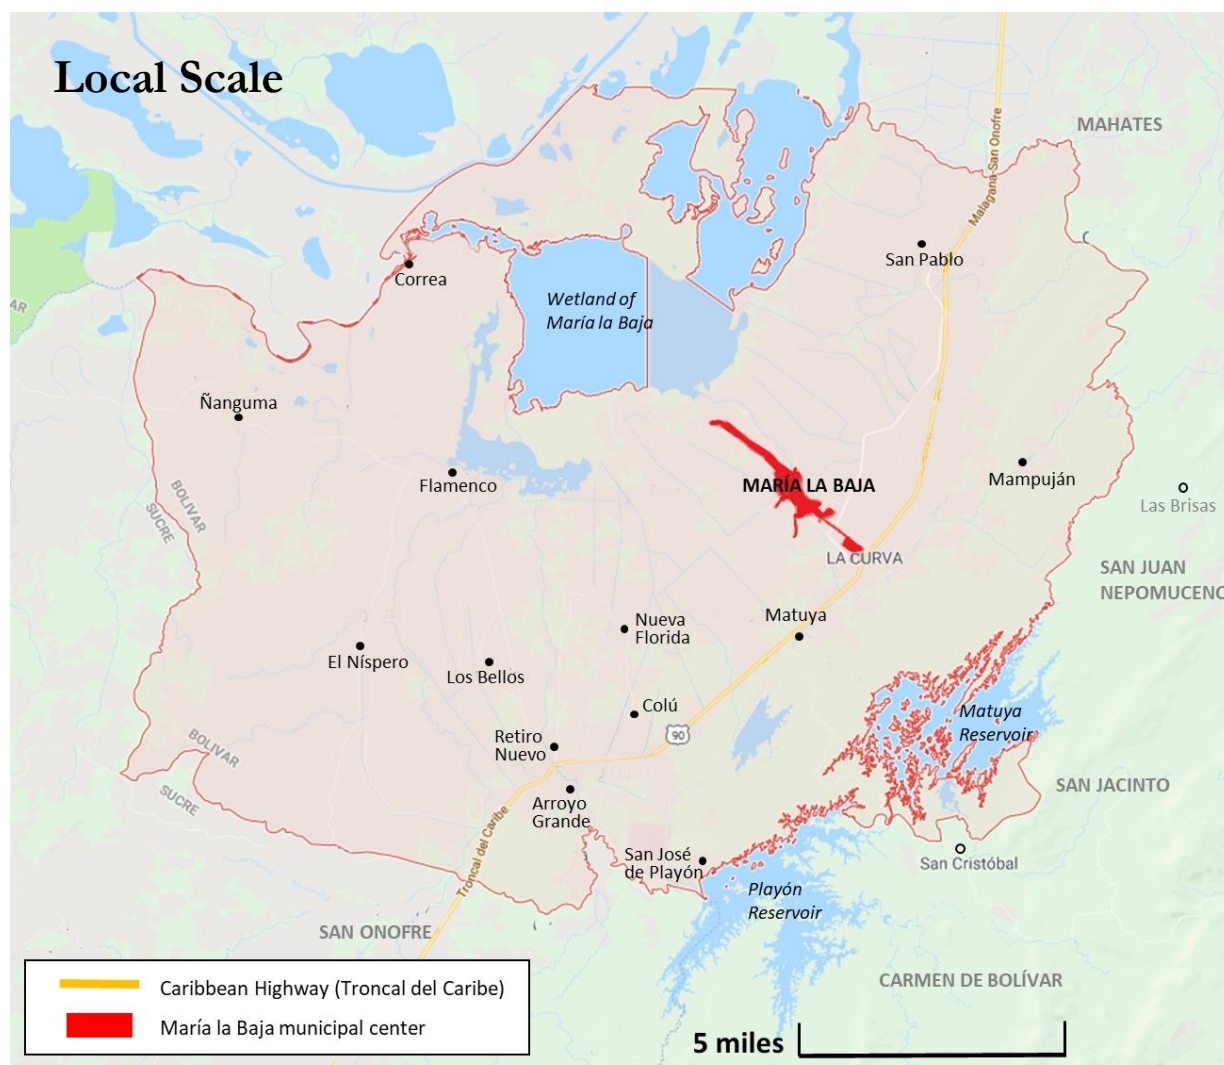 Local Scale
MAHATES
Malagana-San Onofre
San Pablo
Correa
Wetland of
María la Baja
AR
Ñanguma
Flamenco
MARÍA LA BAJA
Mampuján
Las Brisas
BOLIVAR
SUCRE
LA CURVA
SAN JUAN
NEPOMUCENO
Nueva
Florida
Matuya
El Níspero
Los Bellos
Colú
Matuya
Reservoir
90
Retiro
Nuevo
BOLIVAR
SUCRE
SAN JACINTO
Arroyo
Grande
Troncal del Caribe
San José
de Playón
San Cristóbal
Playón
Reservoir
SAN ONOFRE
CARMEN DE BOLÍVAR
Caribbean Highway (Troncal del Caribe)
María la Baja municipal center
5 miles